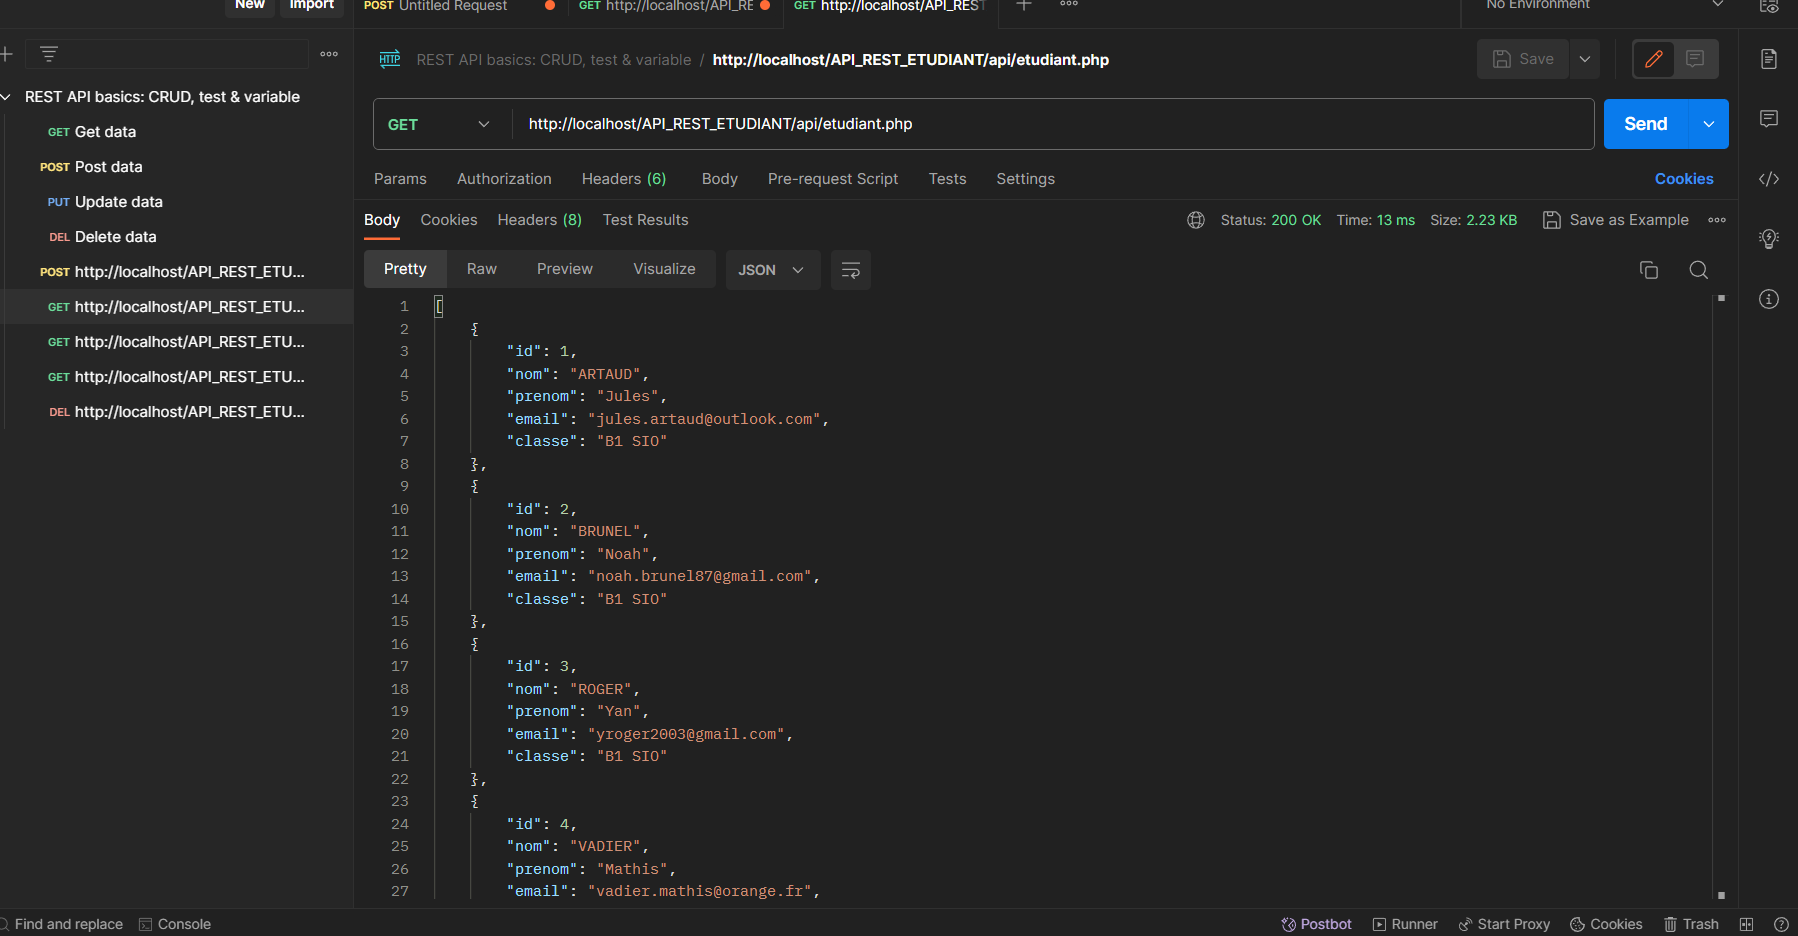 New Import
POST Untitled Request GET http://localhost/API_RE GET http://localhost/API_REST No Environment
REST API basics: CRUD, test & variable / http://localhost/API_REST_ETUDIANT/api/etudiant.php Save
REST API basics: CRUD, test & variable
GET Get data
POST Post data
PUT Update data
DEL Delete data
POST http://localhost/API_REST_ETU...
GET http://localhost/API_REST_ETU...
GET http://localhost/API_REST_ETU...
GET http://localhost/API_REST_ETU...
DEL http://localhost/API_REST_ETU...
GET http://localhost/API_REST_ETUDIANT/api/etudiant.php Send
Params Authorization Headers (6) Body Pre-request Script Tests Settings Cookies
Body Cookies Headers (8) Test Results Status: 200 OK Time: 13 ms Size: 2.23 KB Save as Example
Pretty Raw Preview Visualize JSON
1 [
2 {
3 "id": 1,
4 "nom": "ARTAUD",
5 "prenom": "Jules",
6 "email": "jules.artaud@outlook.com",
7 "classe": "B1 SIO"
8 },
9 {
10 "id": 2,
11 "nom": "BRUNEL",
12 "prenom": "Noah",
13 "email": "noah.brunel87@gmail.com",
14 "classe": "B1 SIO"
15 },
16 {
17 "id": 3,
18 "nom": "ROGER",
19 "prenom": "Yan",
20 "email": "yroger2003@gmail.com",
21 "classe": "B1 SIO"
22 },
23 {
24 "id": 4,
25 "nom": "VADIER",
26 "prenom": "Mathis",
27 "email": "vadier.mathis@orange.fr",
Find and replace Console Postbot Runner Start Proxy Cookies Trash